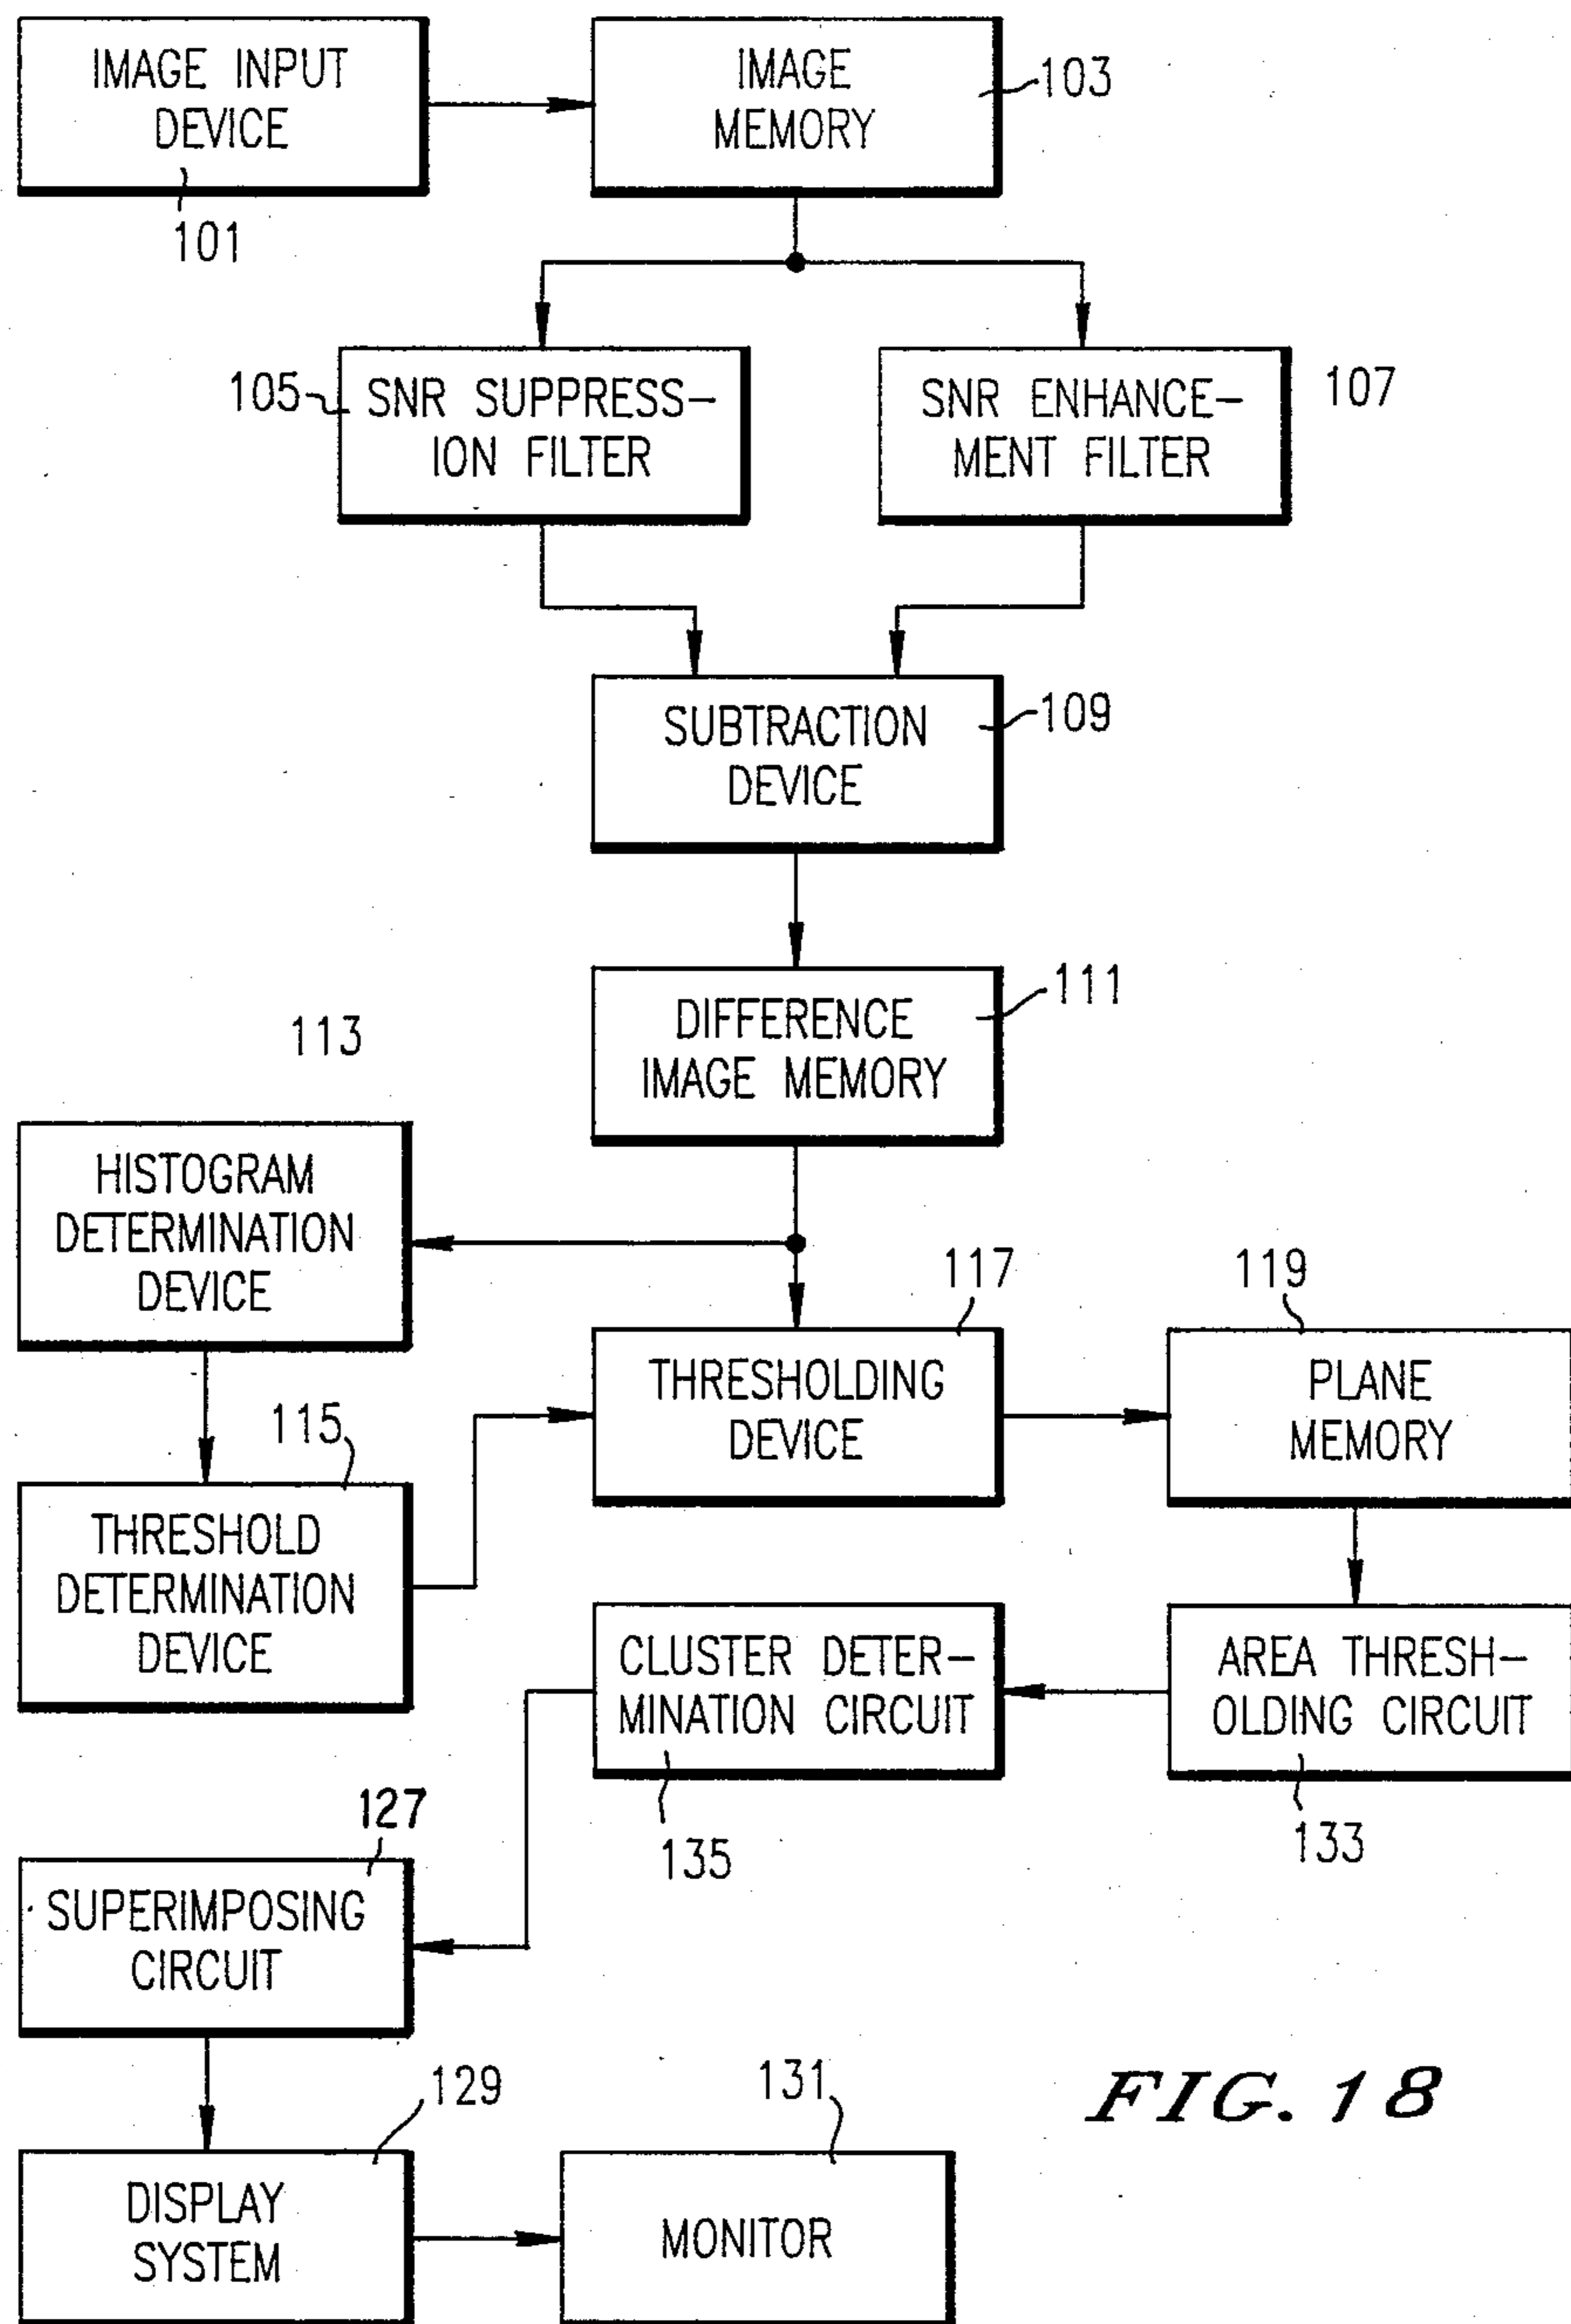 IMAGE INPUT
DEVICE
101
IMAGE
MEMORY
103
105
SNR SUPPRESS-
ION FILTER
SNR ENHANCE-
MENT FILTER
107
SUBTRACTION
DEVICE
109
DIFFERENCE
IMAGE MEMORY
111
113
HISTOGRAM
DETERMINATION
DEVICE
115
THRESHOLD
DETERMINATION
DEVICE
117
THRESHOLDING
DEVICE
119
PLANE
MEMORY
CLUSTER DETER-
MINATION CIRCUIT
135
AREA THRESH-
OLDING CIRCUIT
133
127
SUPERIMPOSING
CIRCUIT
129
DISPLAY
SYSTEM
131
MONITOR
FIG. 18